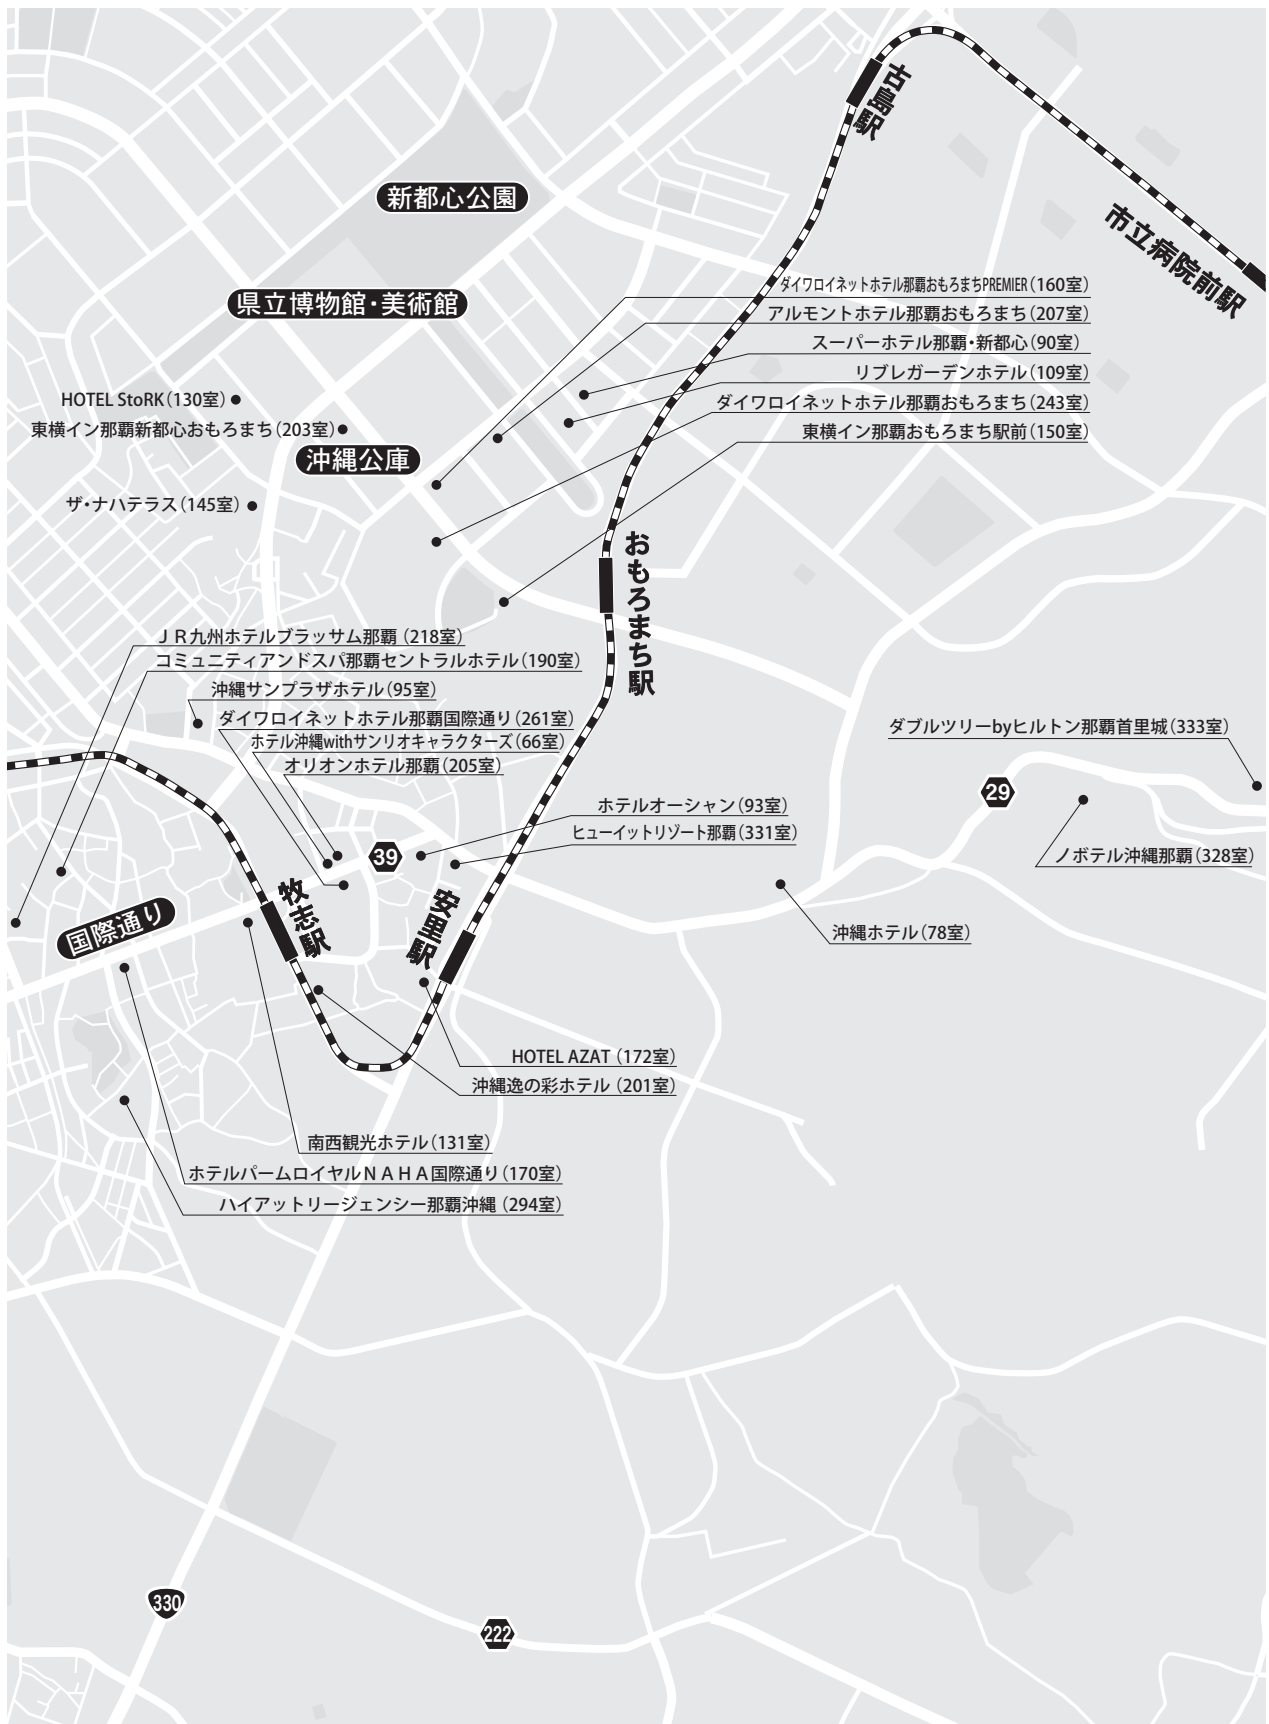 古島駅
新都心公園
市立病院前駅
ダイワロイネットホテル那覇おもろまちPREMIER(160室)
県立博物館・美術館
アルモントホテル那覇おもろまち(207室)
スーパーホテル那覇・新都心(90室)
リブレガーデンホテル(109室)
HOTEL StoRK(130室)
ダイワロイネットホテル那覇おもろまち(243室)
東横イン那覇新都心おもろまち(203室)
東横イン那覇おもろまち駅前(150室)
沖縄公庫
ザ・ナハテラス(145室)
おもろまち駅
JR九州ホテルブラッサム那覇(218室)
コミュニティアンドスパ那覇セントラルホテル(190室)
沖縄サンプラザホテル(95室)
ダイワロイネットホテル那覇国際通り(261室)
ホテル沖縄withサンリオキャラクターズ(66室)
オリオンホテル那覇(205室)
ダブルツリーbyヒルトン那覇首里城(333室)
29
ホテルオーシャン(93室)
ヒューイットリゾート那覇(331室)
39
ノボテル沖縄那覇(328室)
牧志駅
安里駅
国際通り
沖縄ホテル(78室)
HOTEL AZAT(172室)
沖縄逸の彩ホテル(201室)
南西観光ホテル(131室)
ホテルパームロイヤルNAHA国際通り(170室)
ハイアットリージェンシー那覇沖縄(294室)
330
222